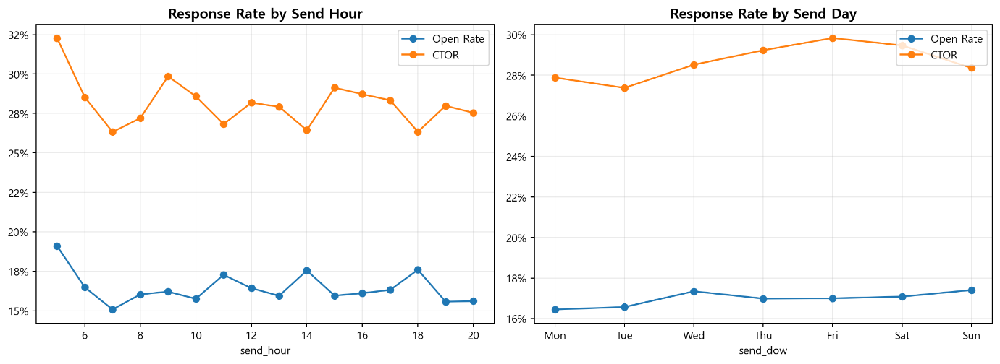 Response Rate by Send Hour
32%
30%
28%
25%
22%
20%
18%
15%
6 8 10 12 14 16 18 20
send_hour
Open Rate
CTOR
Response Rate by Send Day
30%
28%
26%
24%
22%
20%
18%
16%
Mon Tue Wed Thu Fri Sat Sun
send_dow
Open Rate
CTOR